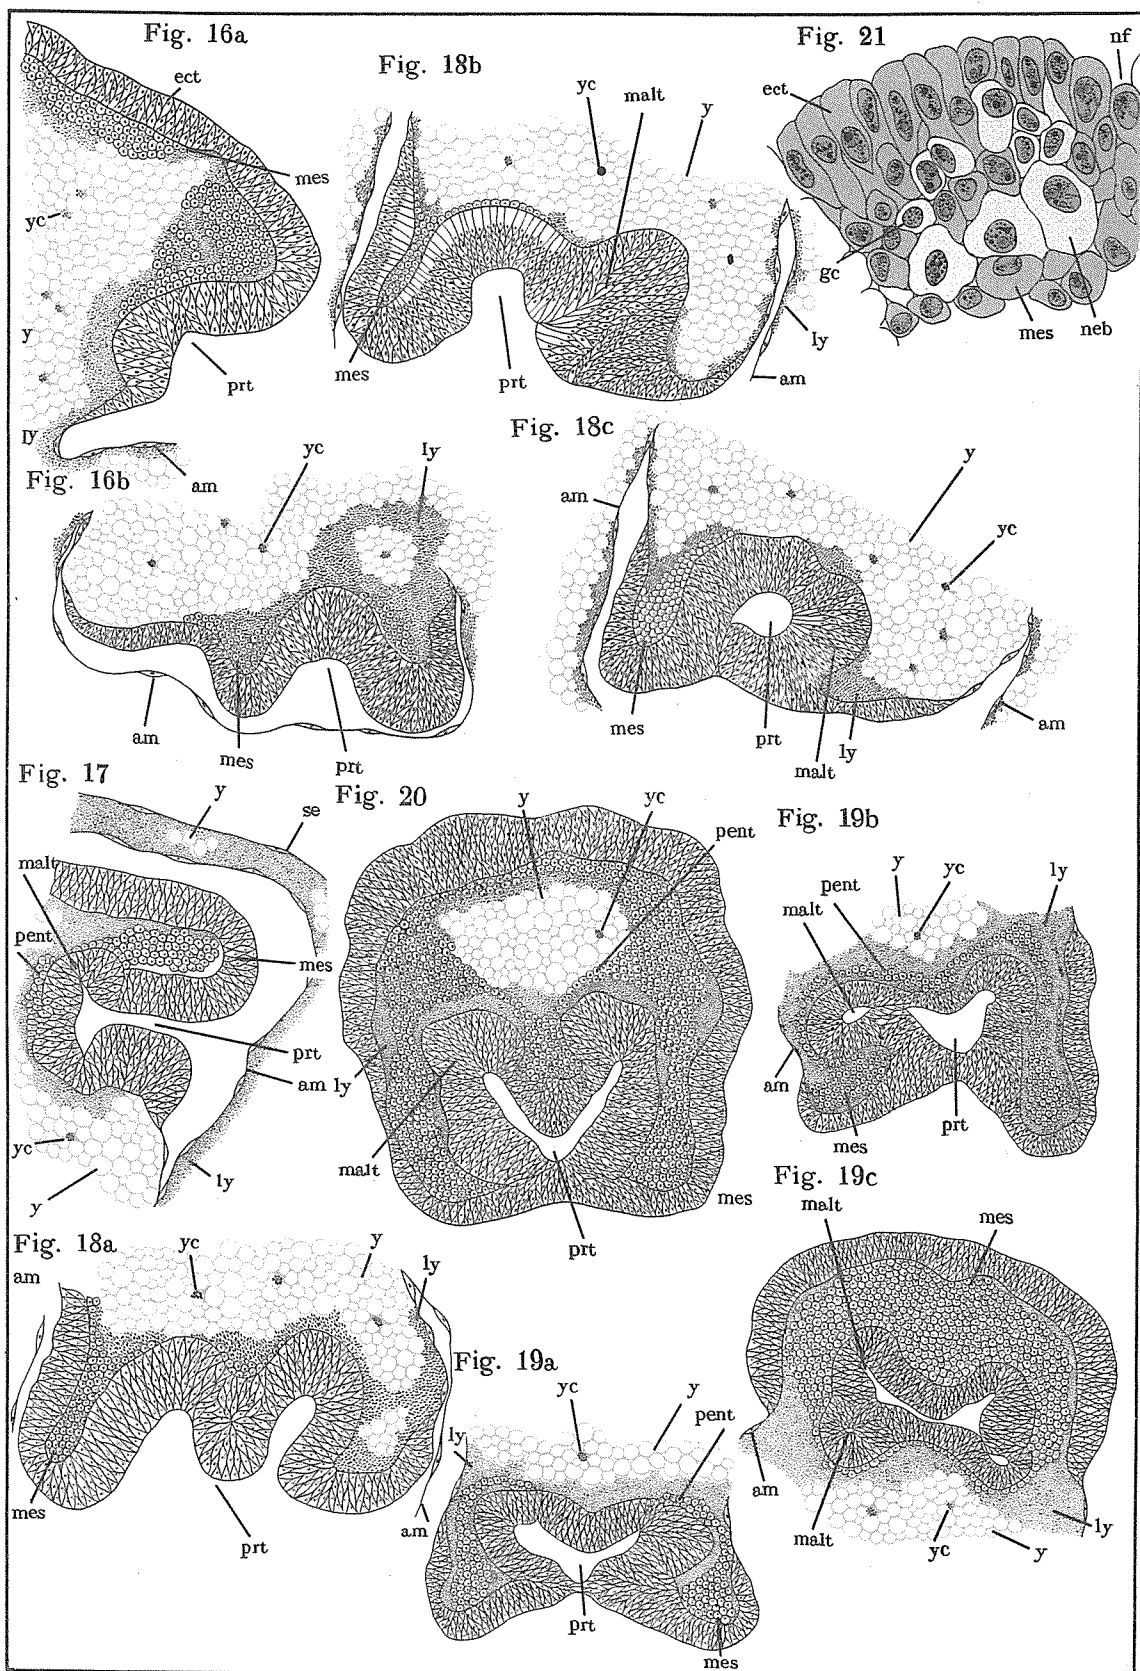 Fig. 16a
ect
mes
yc
y
prt
ly
am
Fig. 18b
yc
malt
y
mes
prt
ly
am
Fig. 21
nf
ect
gc
mes
neb
Fig. 16b
yc
ly
am
mes
prt
Fig. 18c
y
am
yc
mes
prt
ly
malt
am
Fig. 17
y
se
malt
pent
mes
prt
am
yc
ly
y
Fig. 20
y
yc
pent
ly
malt
mes
prt
Fig. 19b
y
yc
ly
pent
malt
am
mes
prt
Fig. 19c
malt
mes
am
malt
yc
y
ly
Fig. 18a
yc
y
ly
am
mes
prt
am
Fig. 19a
yc
y
pent
ly
prt
mes